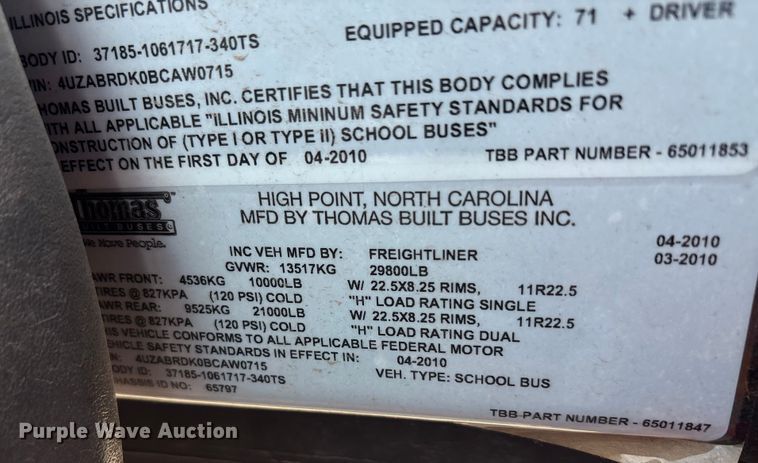 ILLINOIS SPECIFICATIONS
EQUIPPED CAPACITY: 71 + DRIVER
BODY ID: 37185-1061717-340TS
VIN: 4UZABRDK0BCAW0715
THOMAS BUILT BUSES, INC. CERTIFIES THAT THIS BODY COMPLIES
WITH ALL APPLICABLE "ILLINOIS MININUM SAFETY STANDARDS FOR
CONSTRUCTION OF (TYPE I OR TYPE II) SCHOOL BUSES"
EFFECT ON THE FIRST DAY OF 04-2010
TBB PART NUMBER - 65011853
Thomas
BUILT BUSES
We Have People.
HIGH POINT, NORTH CAROLINA
MFD BY THOMAS BUILT BUSES INC.
04-2010
INC VEH MFD BY: FREIGHTLINER 03-2010
GVWR: 13517KG 29800LB
GAWR FRONT: 4536KG 10000LB W/ 22.5X8.25 RIMS, 11R22.5
TIRES @ 827KPA (120 PSI) COLD "H" LOAD RATING SINGLE
GAWR REAR: 9525KG 21000LB W/ 22.5X8.25 RIMS, 11R22.5
TIRES @ 827KPA (120 PSI) COLD "H" LOAD RATING DUAL
THIS VEHICLE CONFORMS TO ALL APPLICABLE FEDERAL MOTOR
VEHICLE SAFETY STANDARDS IN EFFECT IN: 04-2010
4UZABRDK0BCAW0715
BODY ID: 37185-1061717-340TS VEH. TYPE: SCHOOL BUS
CHASSIS ID NO: 65797
TBB PART NUMBER - 65011847
Purple Wave Auction